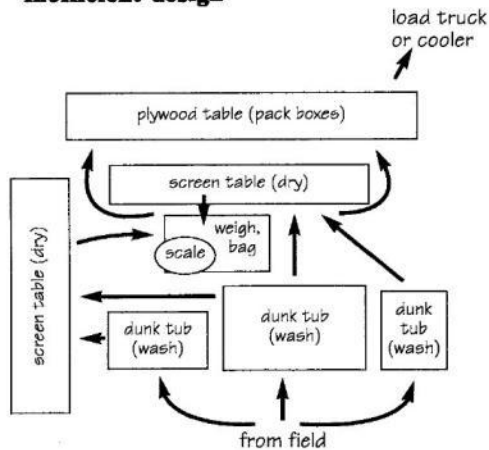 load truck
or cooler
plywood table (pack boxes)
screen table (dry)
weigh,
bag
scale
screen table (dry)
dunk tub
(wash)
dunk tub
(wash)
dunk
tub
(wash)
from field